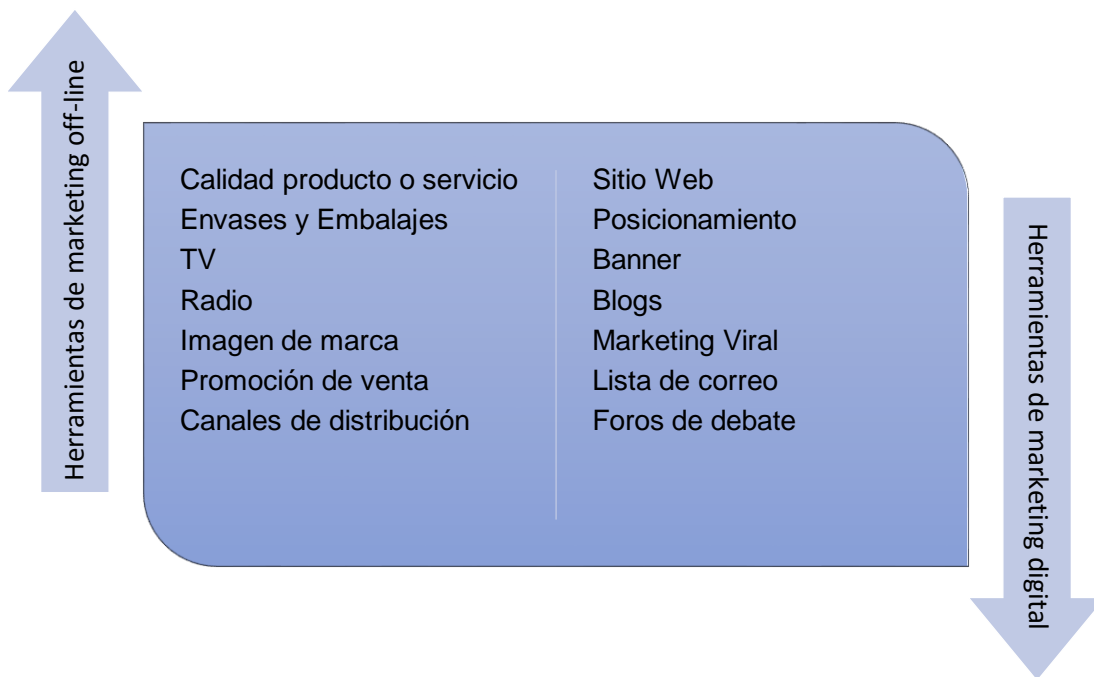 Herramientas de marketing off-line
Calidad producto o servicio
Envases y Embalajes
TV
Radio
Imagen de marca
Promoción de venta
Canales de distribución
Sitio Web
Posicionamiento
Banner
Blogs
Marketing Viral
Lista de correo
Foros de debate
Herramientas de marketing digital